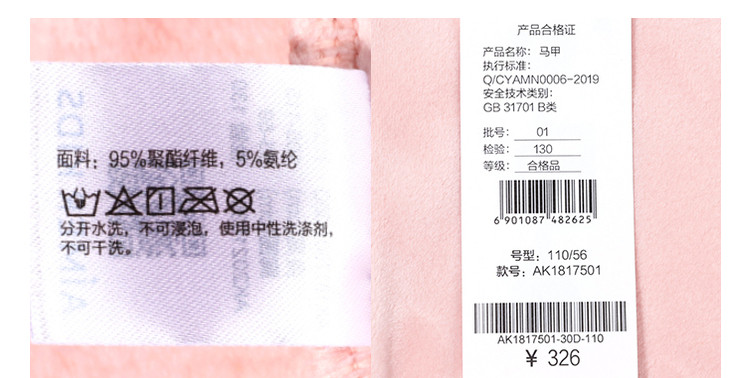 面料：95%聚酯纤维，5%氨纶
分开水洗，不可浸泡，使用中性洗涤剂，
不可干洗。
产品合格证
产品名称：马甲
执行标准：
Q/CYAMN0006-2019
安全技术类别：
GB 31701 B类
批号： 01
检验： 130
等级： 合格品
6 901087 482625
号型：110/56
款号：AK1817501
AK1817501-30D-110
￥ 326